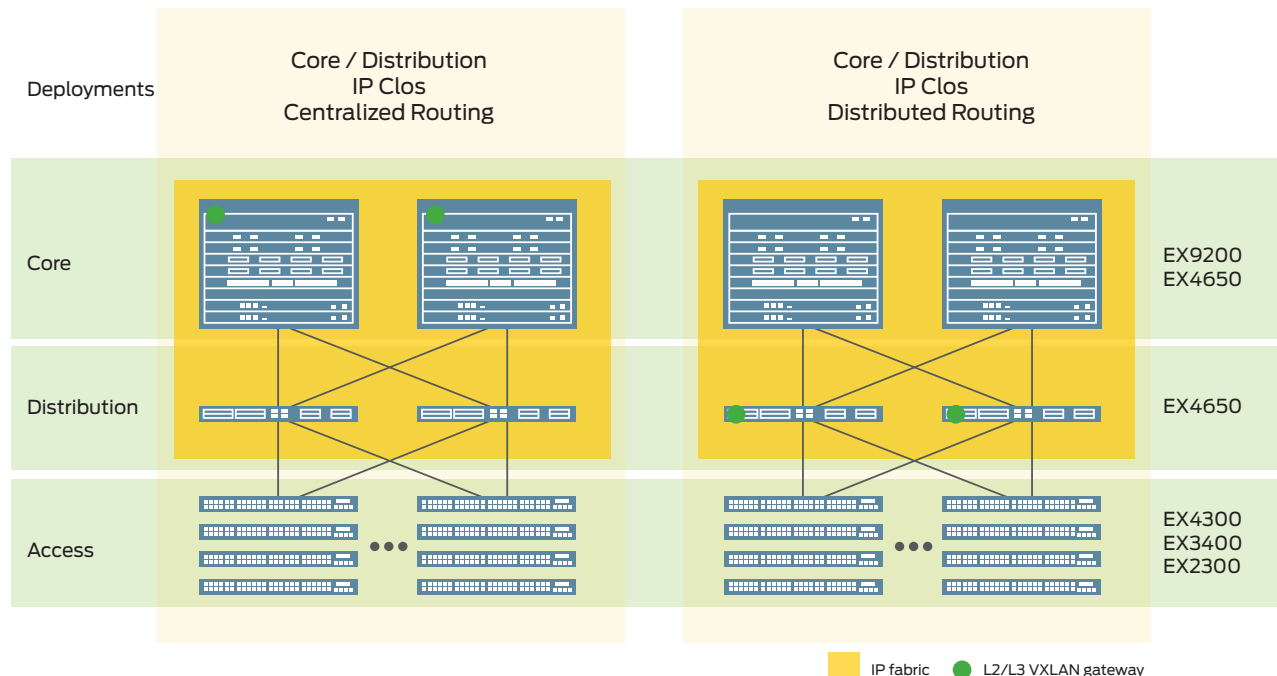 Deployments
Core / Distribution
IP Clos
Centralized Routing
Core / Distribution
IP Clos
Distributed Routing
Core
EX9200
EX4650
Distribution
EX4650
Access
EX4300
EX3400
EX2300
IP fabric
L2/L3 VXLAN gateway